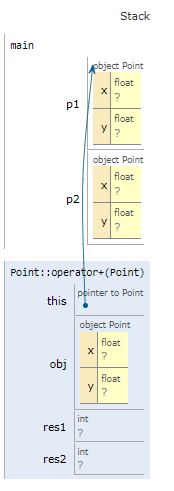 Stack
main
p1
object Point
x
float
?
y
float
?
p2
object Point
x
float
?
y
float
?
Point::operator+(Point)
this
pointer to Point
obj
object Point
x
float
?
y
float
?
res1
int
?
res2
int
?